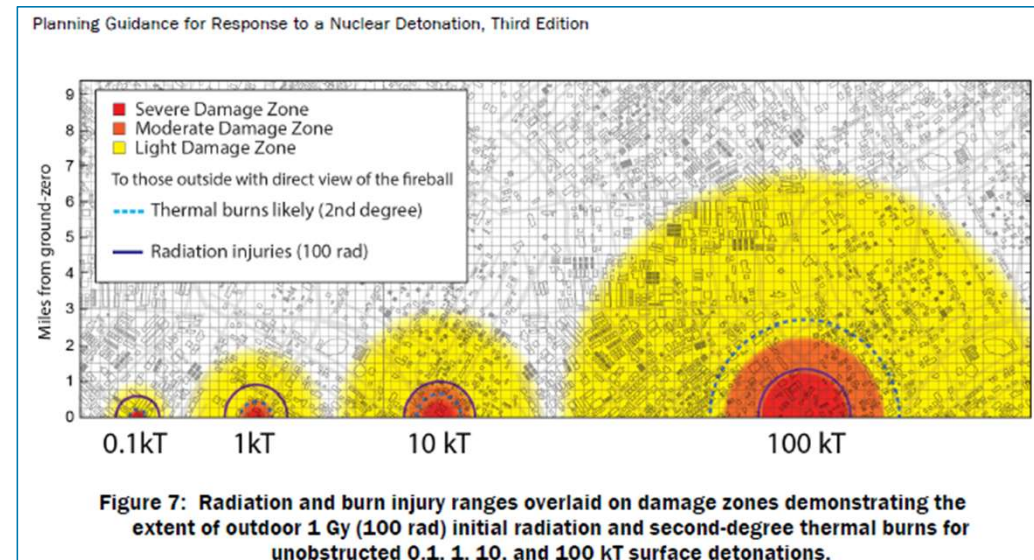 Planning Guidance for Response to a Nuclear Detonation, Third Edition
9
8
7
6
5
4
3
2
1
0
Miles from ground-zero
Severe Damage Zone
Moderate Damage Zone
Light Damage Zone
To those outside with direct view of the fireball
Thermal burns likely (2nd degree)
Radiation injuries (100 rad)
0.1kT 1kT 10 kT 100 kT
Figure 7: Radiation and burn injury ranges overlaid on damage zones demonstrating the
extent of outdoor 1 Gy (100 rad) initial radiation and second-degree thermal burns for
unobstructed 0.1, 1, 10, and 100 kT surface detonations.